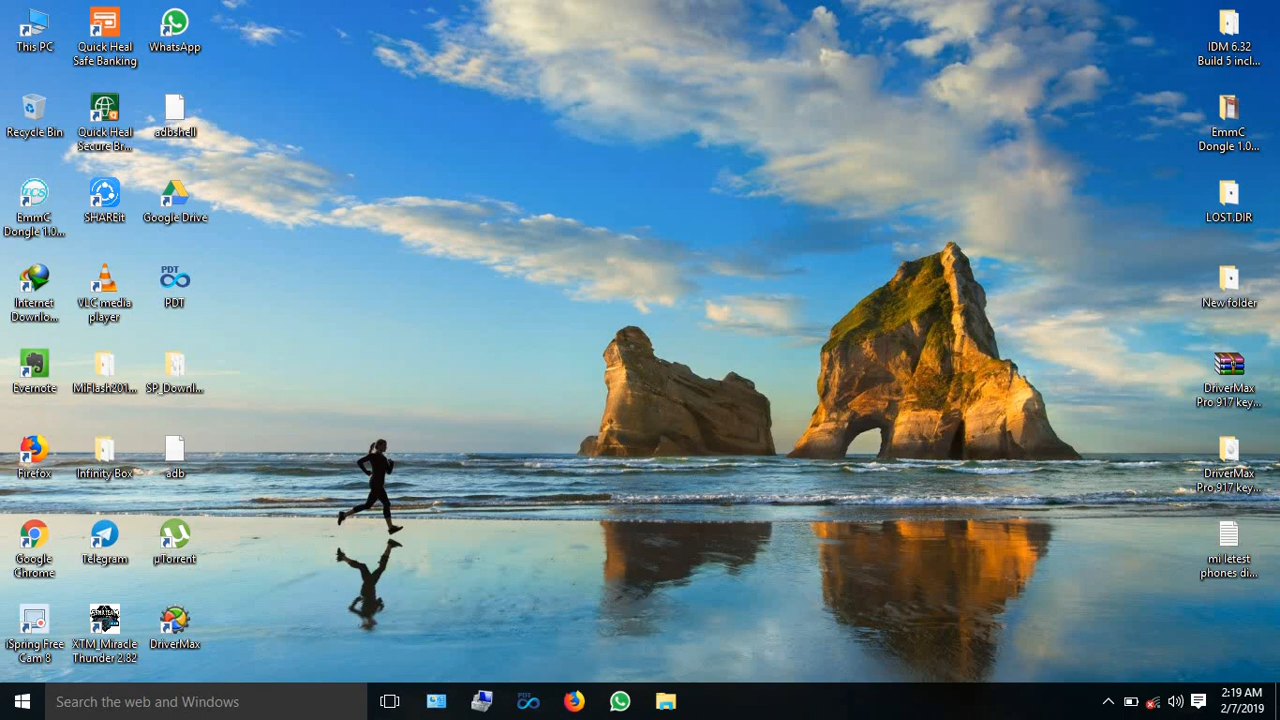 This PC
Quick Heal
Safe Banking
WhatsApp
Recycle Bin
Quick Heal
Secure Br...
adbshell
EmmC
Dongle 1.0...
SHAREit
Google Drive
Internet
Downlo...
VLC media
player
PDT
PDT
Evernote
MiFlash201...
SP_Downl...
Firefox
Infinity Box
adb
Google
Chrome
Telegram
µTorrent
iSpring Free
Cam 8
XTM_Miracle
Thunder 2.82
DriverMax
IDM 6.32
Build 5 incl...
EmmC
Dongle 1.0...
LOST.DIR
New folder
DriverMax
Pro 917 key...
DriverMax
Pro 917 key...
mi letest
phones di...
Search the web and Windows
PDT
2:19 AM
2/7/2019